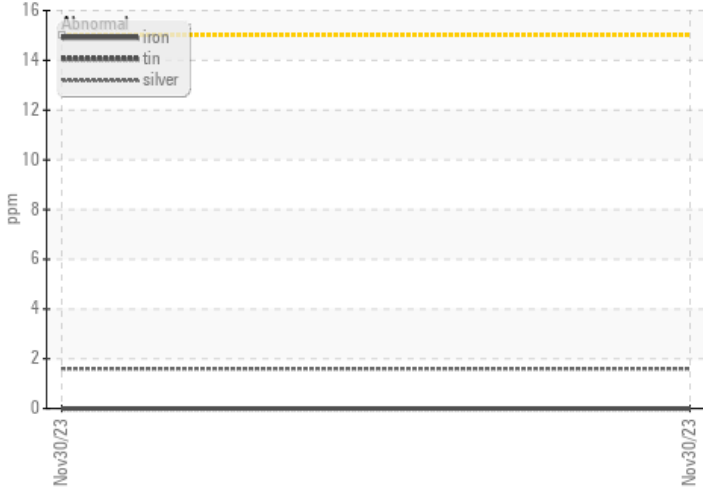 16
Abnormal
iron
14
tin
silver
12
10
8
6
4
2
0
ppm
Nov30/23
Nov30/23